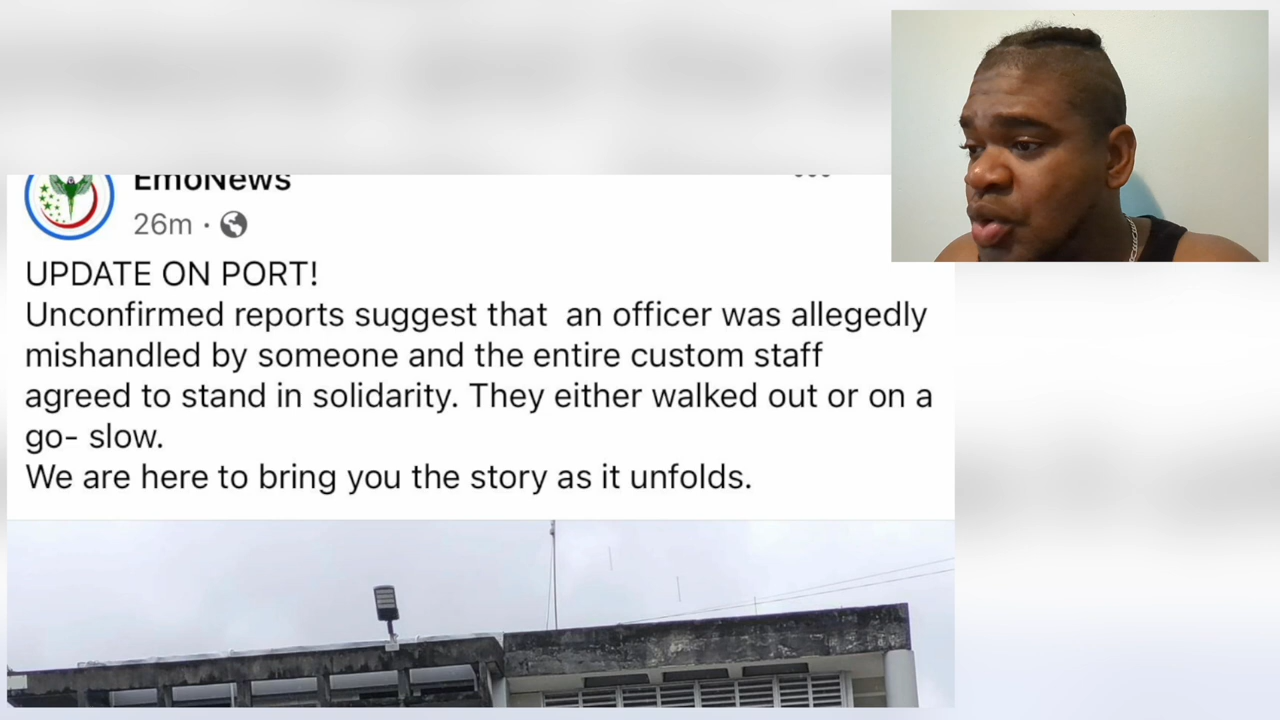 EmoNews
26m ·
UPDATE ON PORT!
Unconfirmed reports suggest that  an officer was allegedly
mishandled by someone and the entire custom staff
agreed to stand in solidarity. They either walked out or on a
go- slow.
We are here to bring you the story as it unfolds.